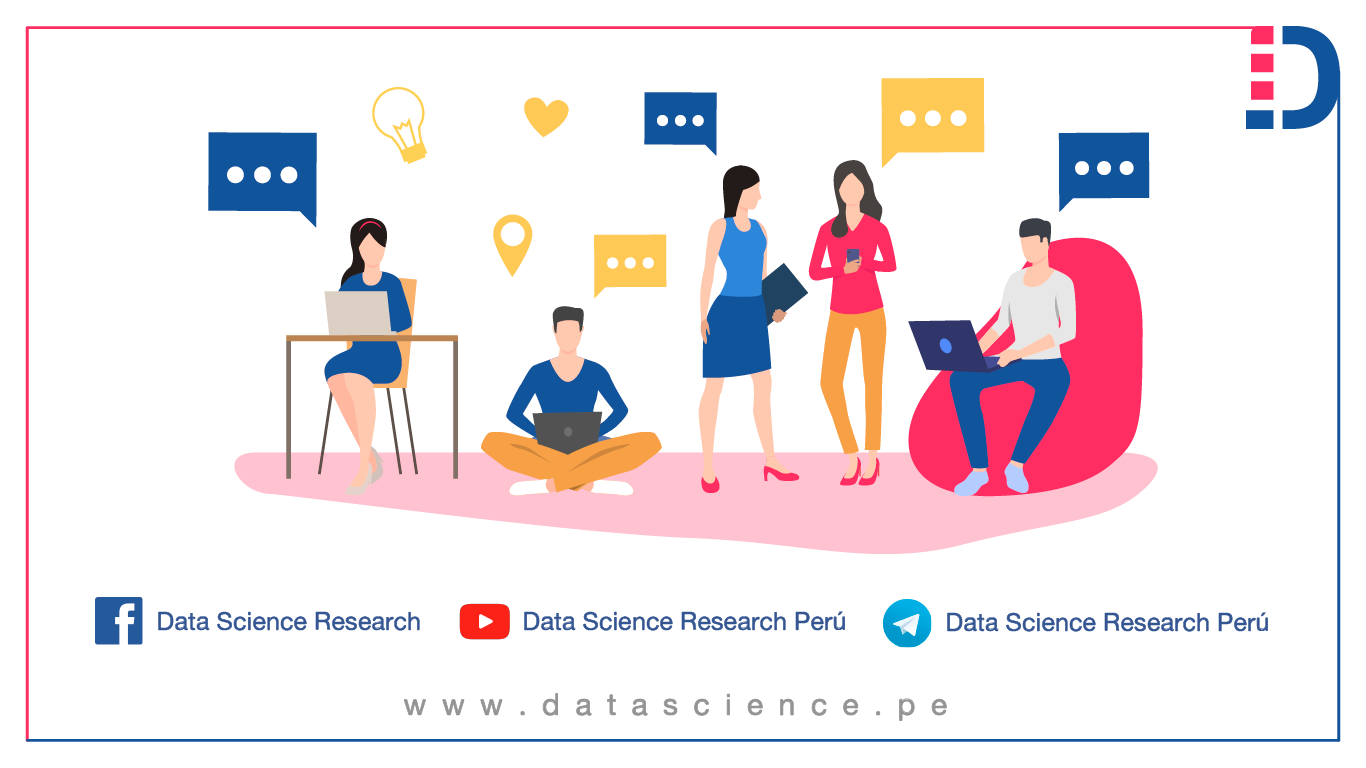 D
Data Science Research
Data Science Research Perú
Data Science Research Perú
www.datascience.pe